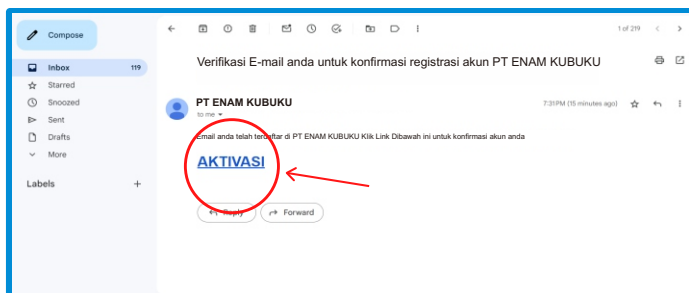 Compose
1 of 219
Verifikasi E-mail anda untuk konfirmasi registrasi akun PT ENAM KUBUKU
Inbox 119
Starred
Snoozed
Sent
Drafts
More
Labels +
PT ENAM KUBUKU
7:31PM (15 minutes ago)
to me
Email anda telah terdaftar di PT ENAM KUBUKU Klik Link Dibawah ini untuk konfirmasi akun anda
AKTIVASI
Reply
Forward